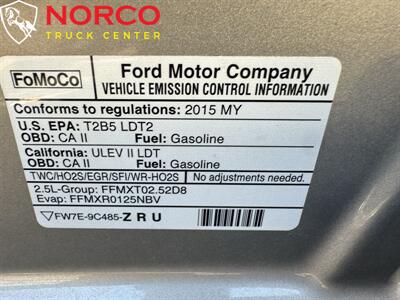 NORCO
TRUCK CENTER
FoMoCo
Ford Motor Company
VEHICLE EMISSION CONTROL INFORMATION
Conforms to regulations: 2015 MY
U.S. EPA: T2B5 LDT2
OBD: CA II Fuel: Gasoline
California: ULEV II LDT
OBD: CA II Fuel: Gasoline
TWC/HO2S/EGR/SFI/WR-HO2S No adjustments needed.
2.5L-Group: FFMXT02.52D8
Evap: FFMXR0125NBV
FW7E-9C485-ZRU